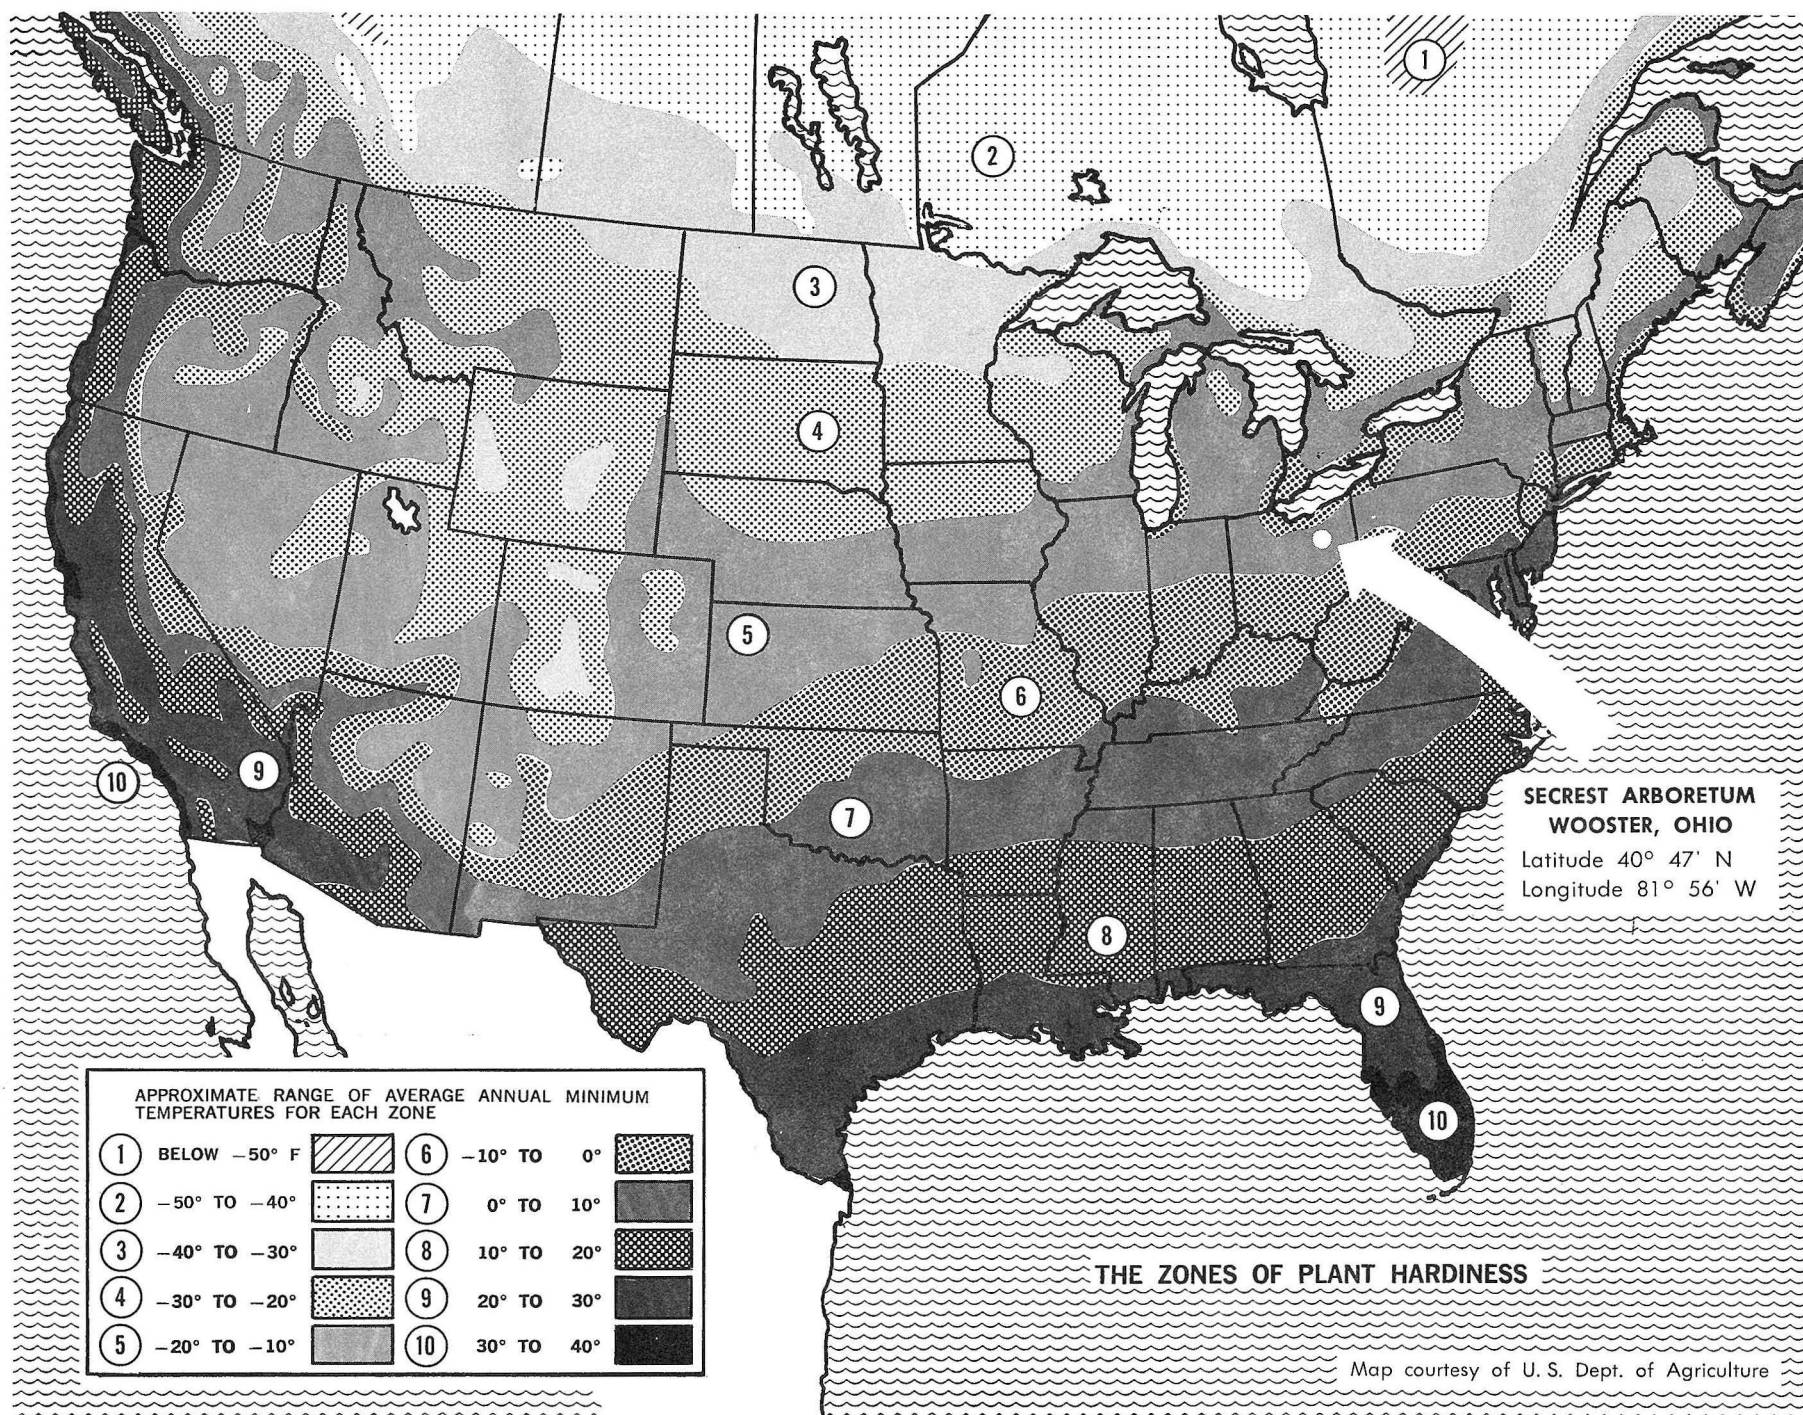 1
2
3
4
5
6
7
8
9
10
9
10
SECREST ARBORETUM
WOOSTER, OHIO
Latitude 40° 47' N
Longitude 81° 56' W
APPROXIMATE RANGE OF AVERAGE ANNUAL MINIMUM
TEMPERATURES FOR EACH ZONE
1 BELOW –50° F
2 –50° TO –40°
3 –40° TO –30°
4 –30° TO –20°
5 –20° TO –10°
6 –10° TO 0°
7 0° TO 10°
8 10° TO 20°
9 20° TO 30°
10 30° TO 40°
THE ZONES OF PLANT HARDINESS
Map courtesy of U. S. Dept. of Agriculture